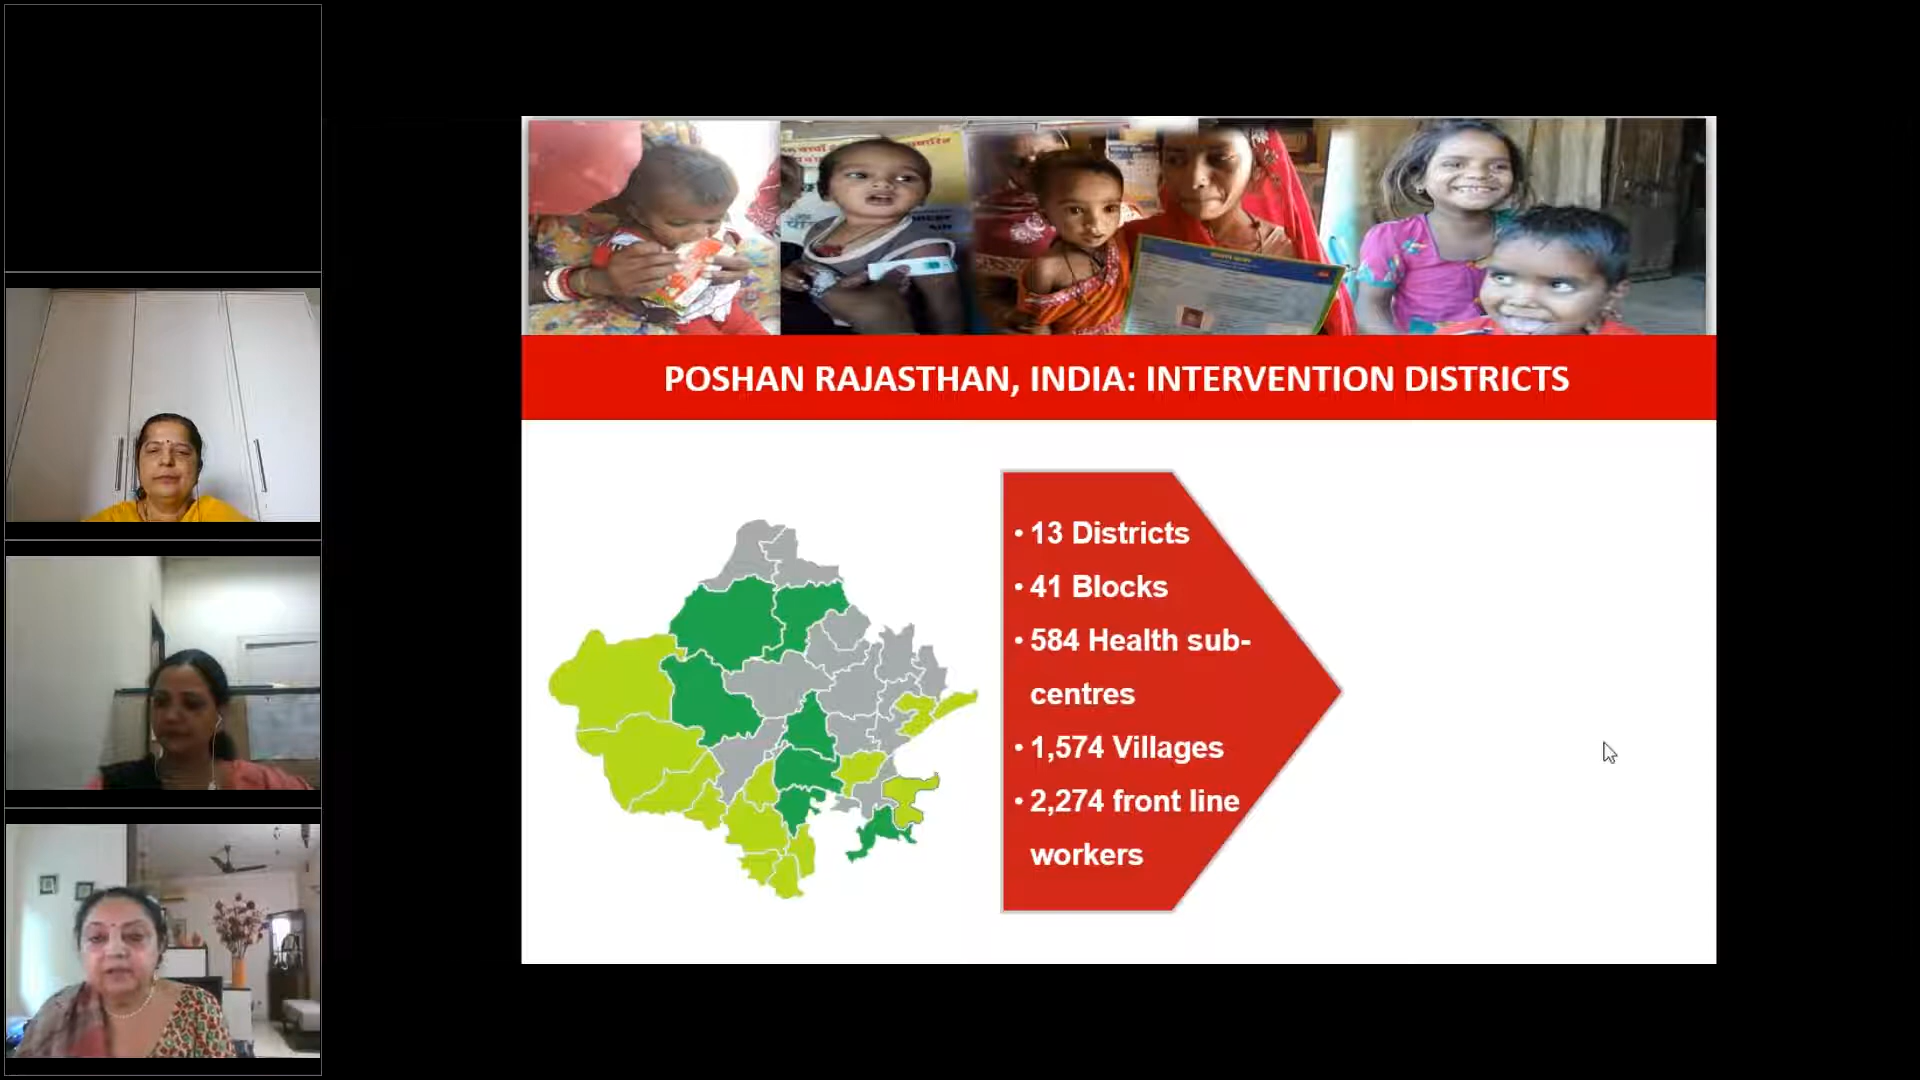 POSHAN RAJASTHAN, INDIA: INTERVENTION DISTRICTS
• 13 Districts
• 41 Blocks
• 584 Health sub-
centres
• 1,574 Villages
• 2,274 front line
workers